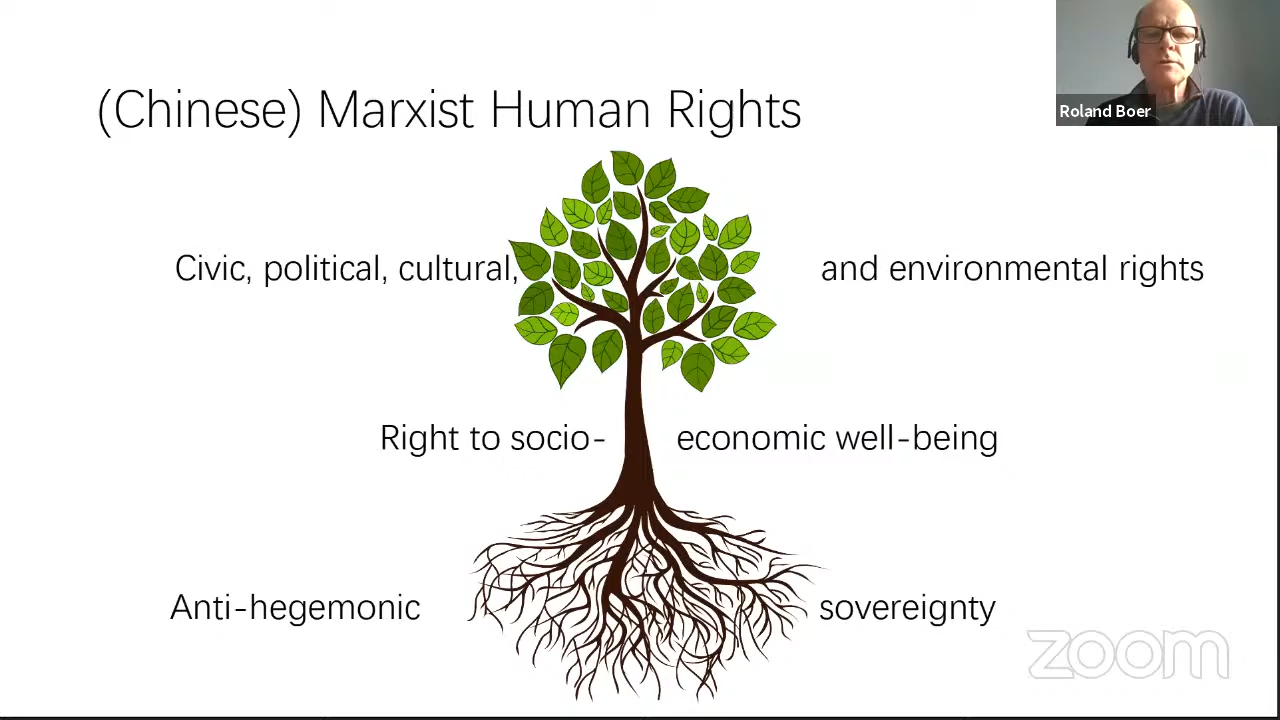 (Chinese) Marxist Human Rights
Roland Boer
Civic, political, cultural, and environmental rights
Right to socio- economic well-being
Anti-hegemonic sovereignty
zoom